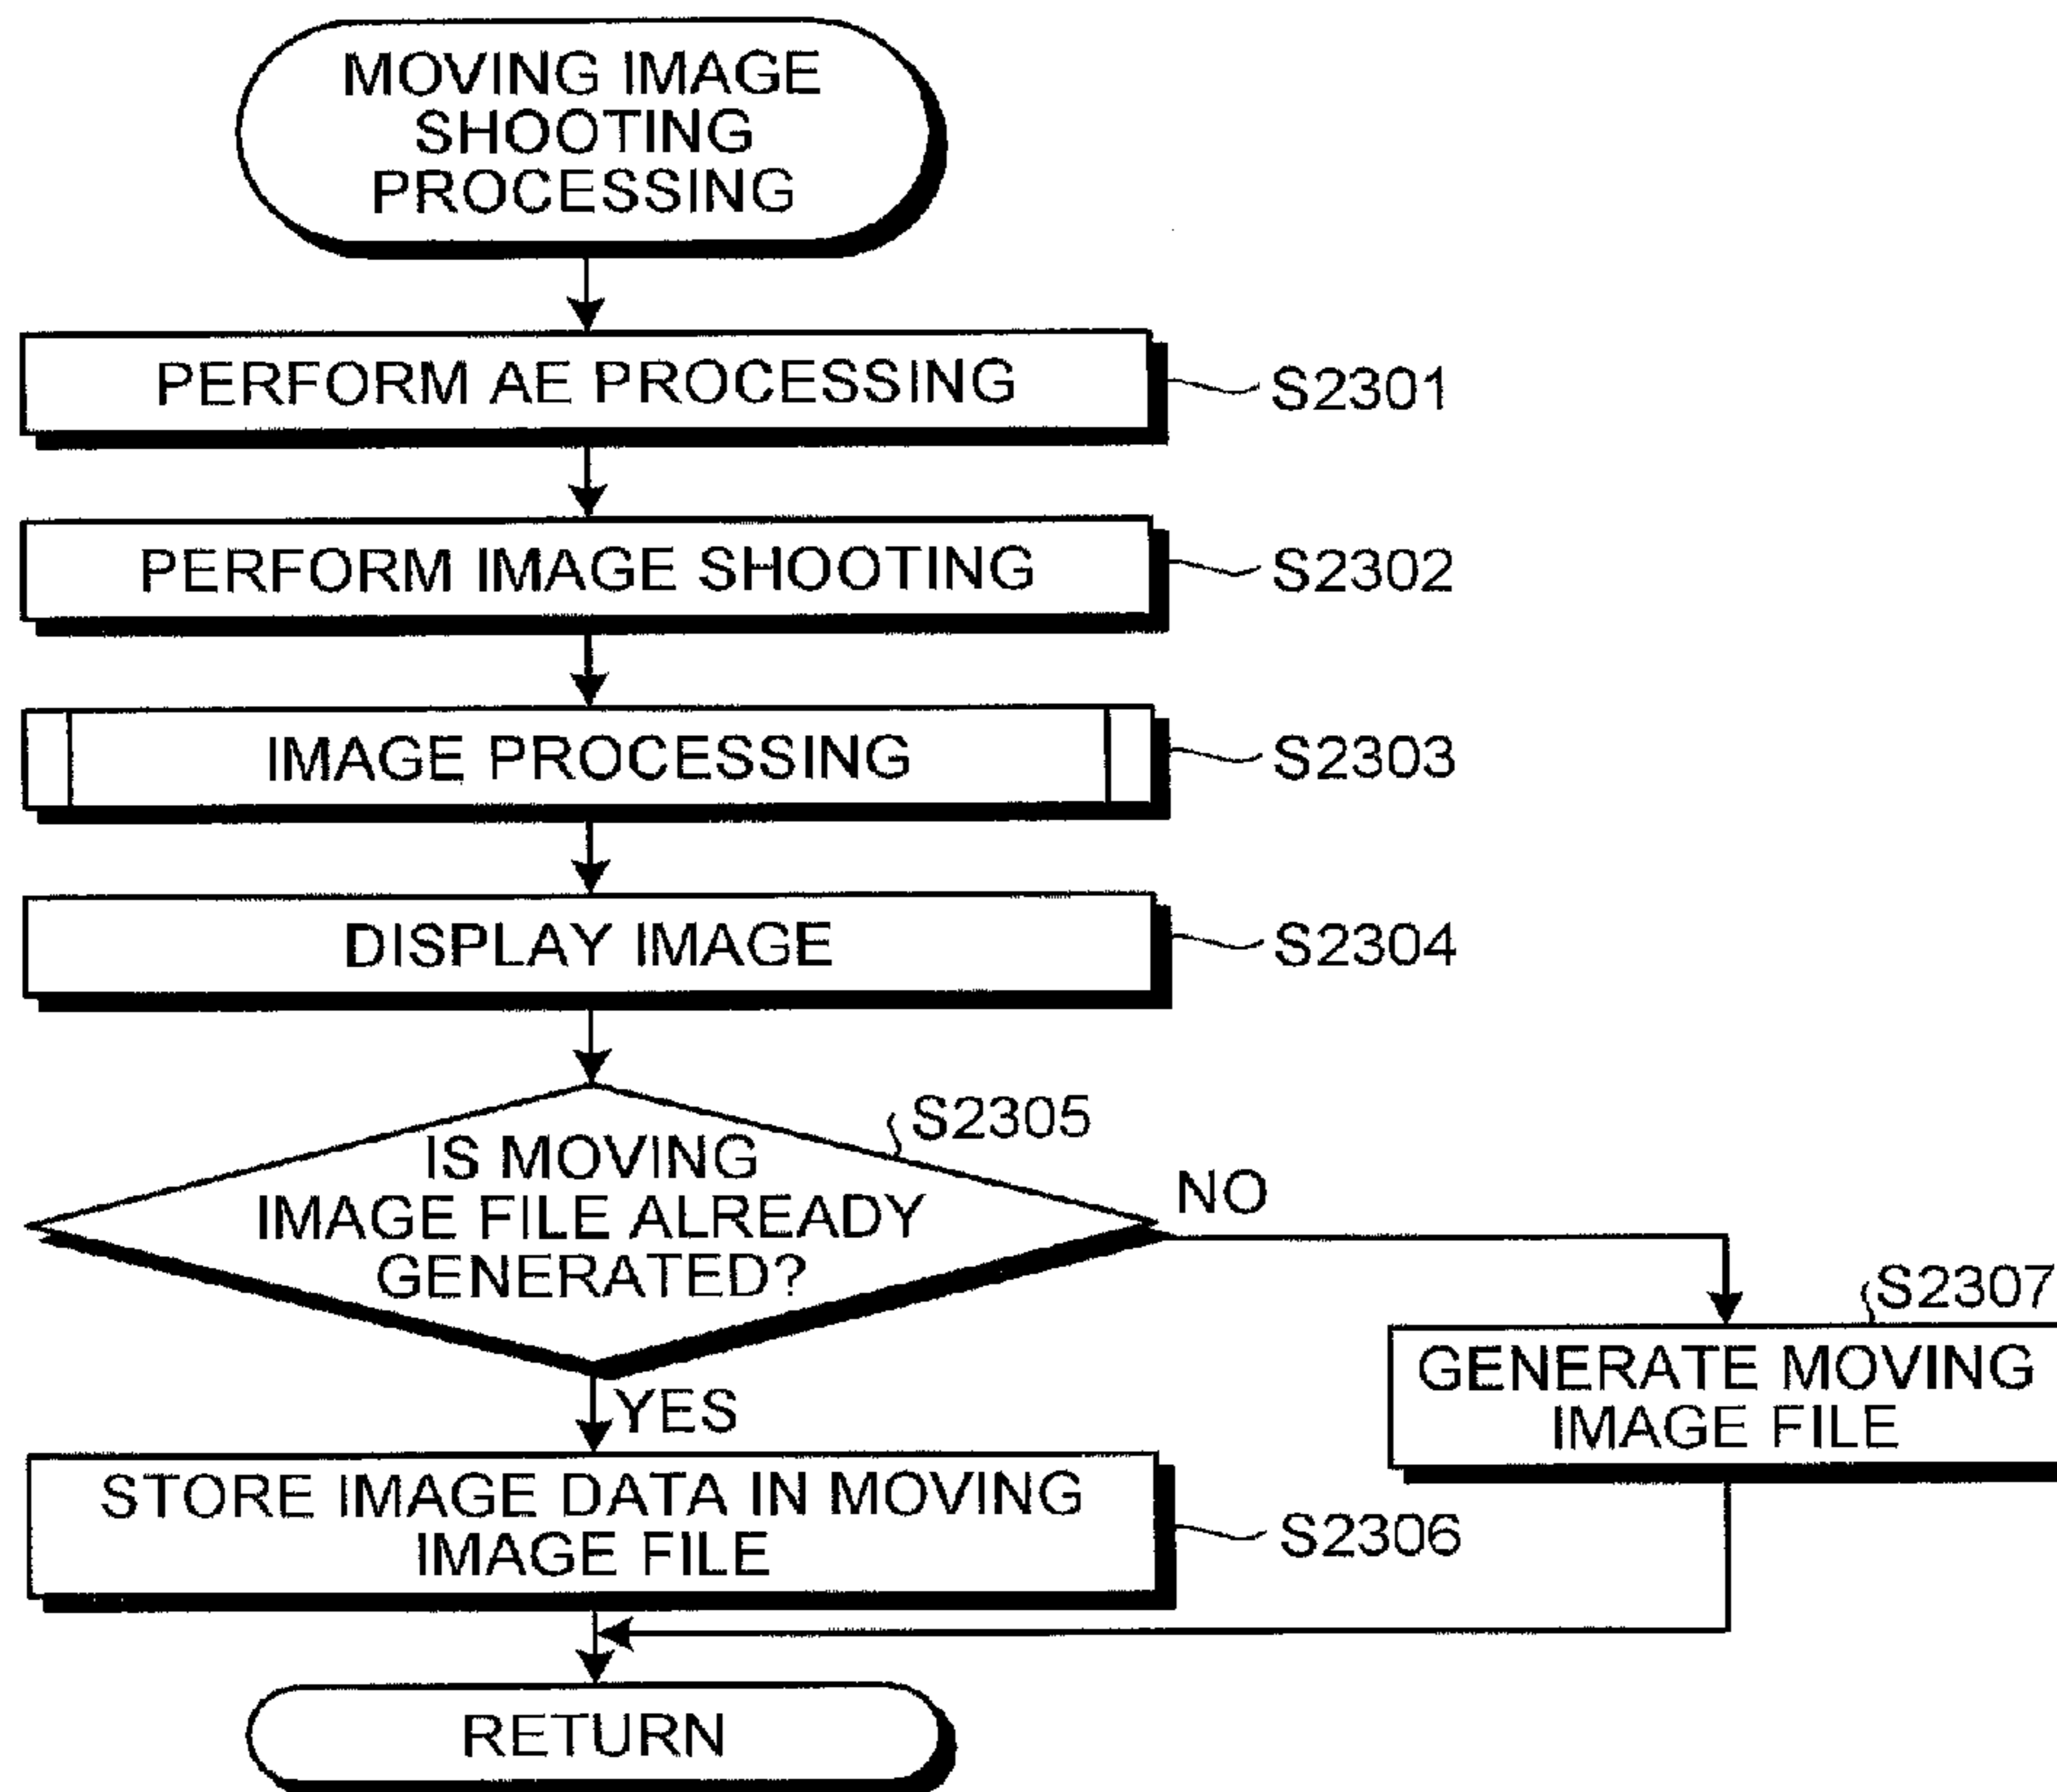 MOVING IMAGE
SHOOTING
PROCESSING
PERFORM AE PROCESSING
S2301
PERFORM IMAGE SHOOTING
S2302
IMAGE PROCESSING
S2303
DISPLAY IMAGE
S2304
S2305
IS MOVING
IMAGE FILE ALREADY
GENERATED?
NO
S2307
GENERATE MOVING
IMAGE FILE
YES
STORE IMAGE DATA IN MOVING
IMAGE FILE
S2306
RETURN